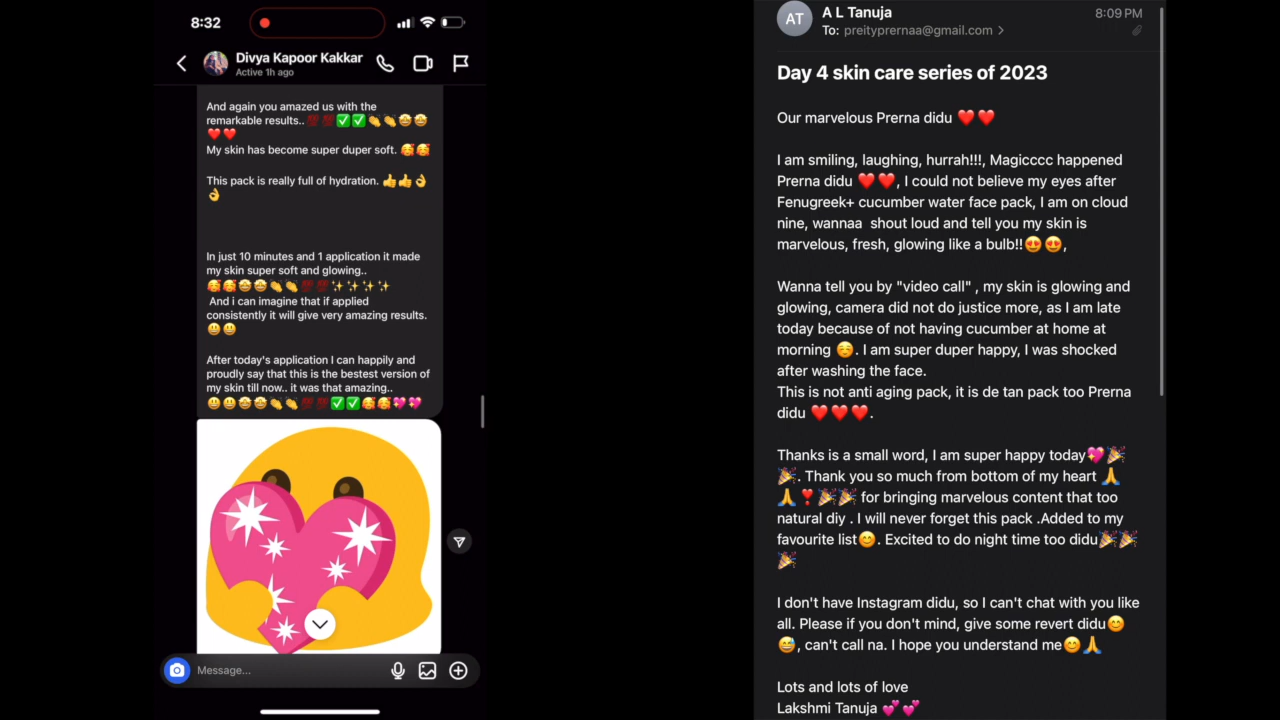 8:32
Divya Kapoor Kakkar
Active 1h ago
And again you amazed us with the
remarkable results.. 💯💯✅✅👏👏🤩🤩
❤️❤️
My skin has become super duper soft. 🥰🥰
This pack is really full of hydration. 👍👍👌
👌
In just 10 minutes and 1 application it made
my skin super soft and glowing..
🥰🥰🤩🤩👏👏💯💯✨✨✨✨
And i can imagine that if applied
consistently it will give very amazing results.
😃😃
After today's application I can happily and
proudly say that this is the bestest version of
my skin till now.. it was that amazing..
😃😃🤩🤩👏👏💯💯✅✅🥰🥰💖💖
Message...
AT
A L Tanuja
8:09 PM
To: preityprernaa@gmail.com >
Day 4 skin care series of 2023
Our marvelous Prerna didu ❤️❤️
I am smiling, laughing, hurrah!!!, Magicccc happened
Prerna didu ❤️❤️, I could not believe my eyes after
Fenugreek+ cucumber water face pack, I am on cloud
nine, wannaa shout loud and tell you my skin is
marvelous, fresh, glowing like a bulb!!😍😍,
Wanna tell you by "video call" , my skin is glowing and
glowing, camera did not do justice more, as I am late
today because of not having cucumber at home at
morning ☺️. I am super duper happy, I was shocked
after washing the face.
This is not anti aging pack, it is de tan pack too Prerna
didu ❤️❤️❤️.
Thanks is a small word, I am super happy today💖🎉
🎉. Thank you so much from bottom of my heart 🙏
🙏❣️🎉🎉 for bringing marvelous content that too
natural diy . I will never forget this pack .Added to my
favourite list😊. Excited to do night time too didu🎉🎉
🎉
I don't have Instagram didu, so I can't chat with you like
all. Please if you don't mind, give some revert didu😊
😅, can't call na. I hope you understand me😊🙏
Lots and lots of love
Lakshmi Tanuja 💕💕